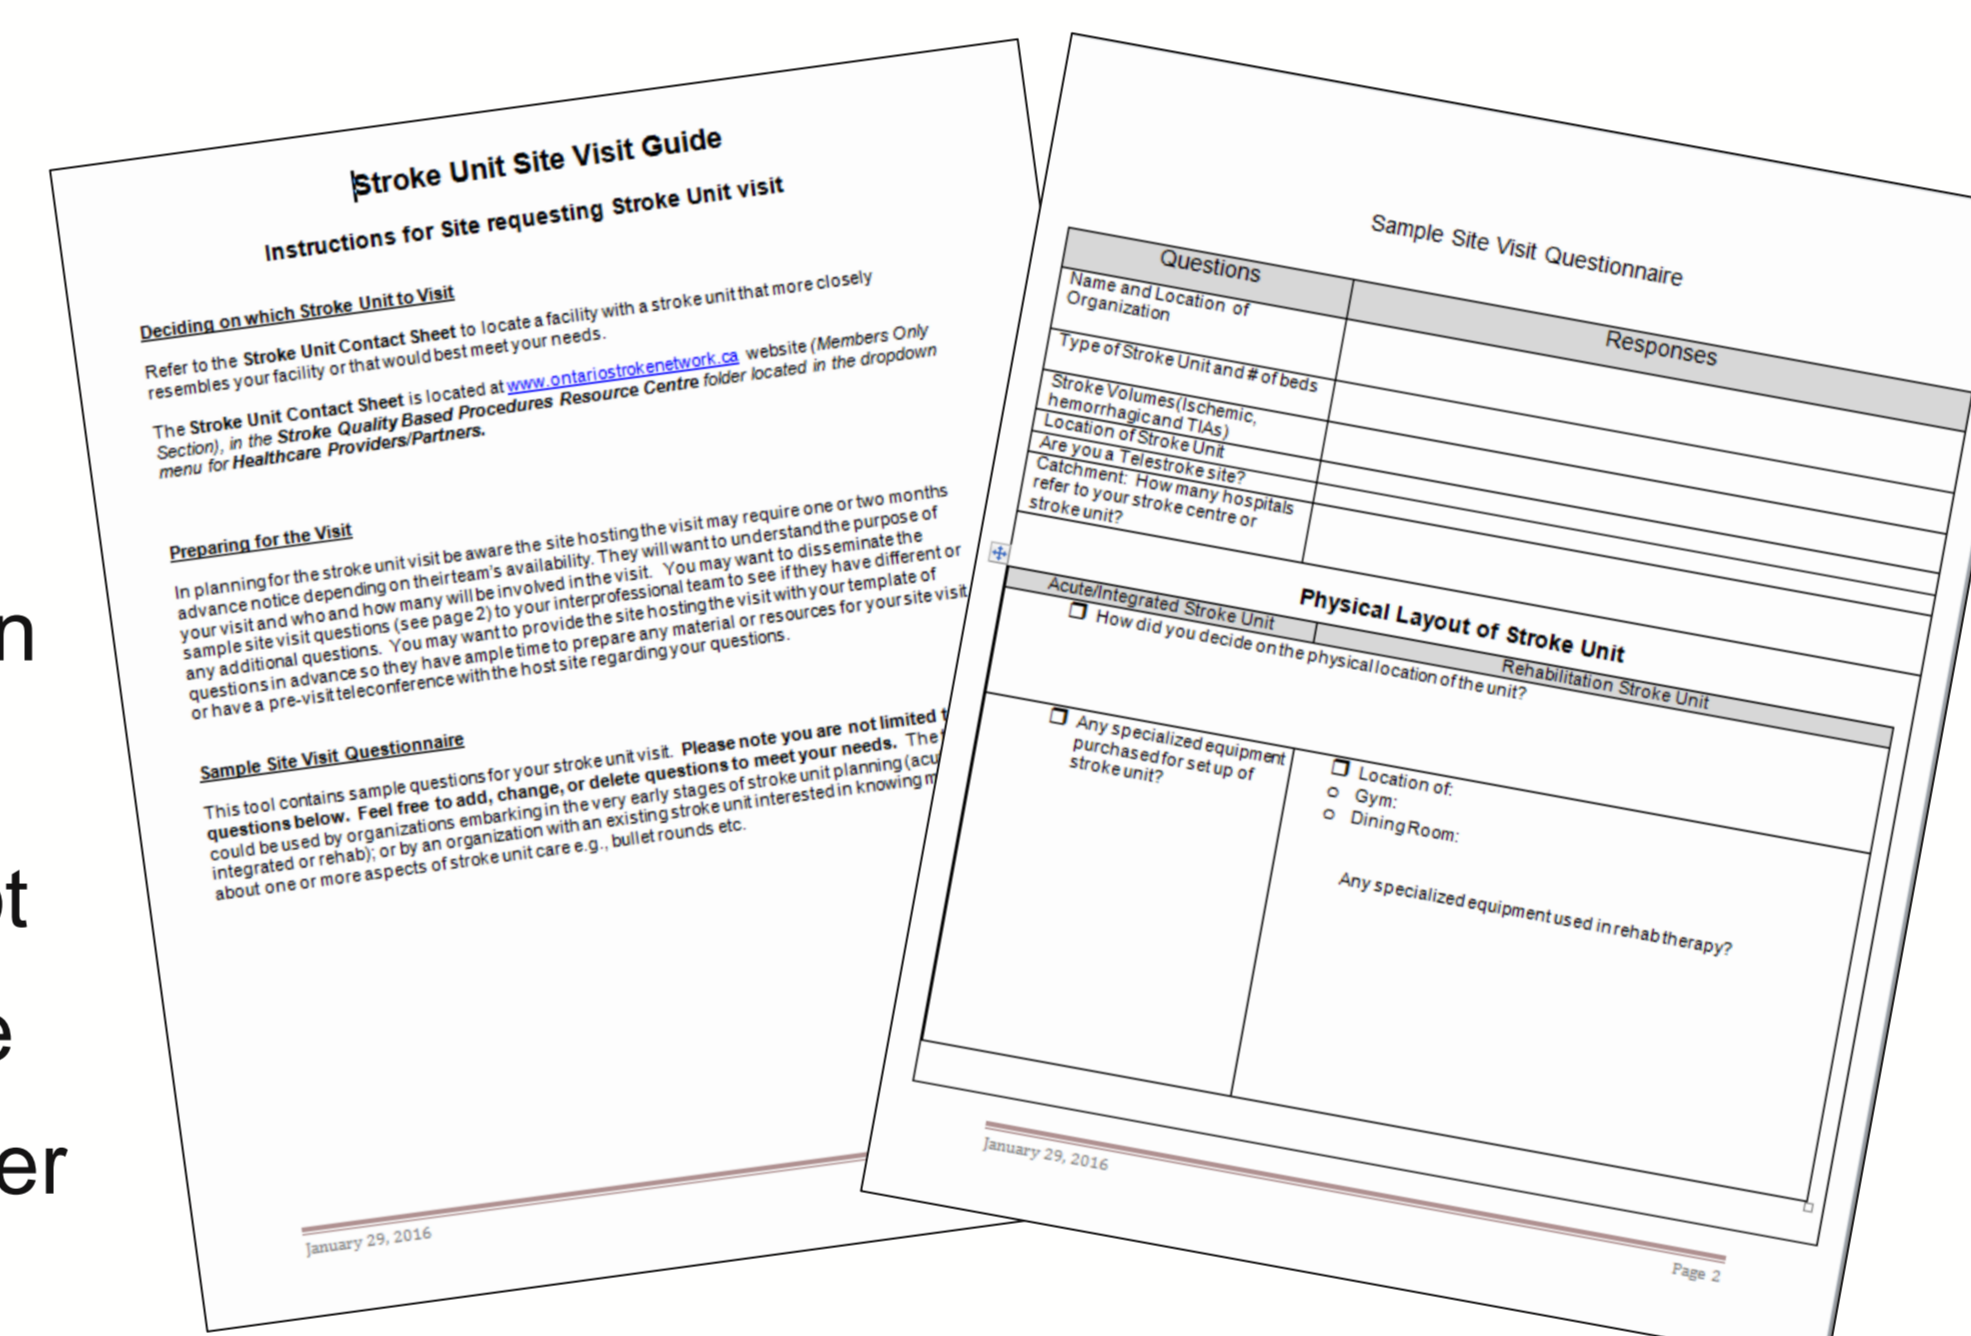 n
ot
e
er
Stroke Unit Site Visit Guide
Instructions for Site requesting Stroke Unit visit
Deciding on which Stroke Unit to Visit
Refer to the Stroke Unit Contact Sheet to locate a facility with a stroke unit that more closely
resembles your facility or that would best meet your needs.
The Stroke Unit Contact Sheet is located at www.ontariostrokenetwork.ca website (Members Only
Section), in the Stroke Quality Based Procedures Resource Centre folder located in the dropdown
menu for Healthcare Providers/Partners.
Preparing for the Visit
In planning for the stroke unit visit be aware the site hosting the visit may require one or two months
advance notice depending on their team's availability. They will want to understand the purpose of
your visit and who and how many will be involved in the visit. You may want to disseminate the
sample site visit questions (see page 2) to your interprofessional team to see if they have different or
any additional questions. You may want to provide the site hosting the visit with your template of
questions in advance so they have ample time to prepare any material or resources for your site visit
or have a pre-visit teleconference with the host site regarding your questions.
Sample Site Visit Questionnaire
This tool contains sample questions for your stroke unit visit. Please note you are not limited t
questions below. Feel free to add, change, or delete questions to meet your needs. The
could be used by organizations embarking in the very early stages of stroke unit planning (acu
integrated or rehab); or by an organization with an existing stroke unit interested in knowing m
about one or more aspects of stroke unit care e.g., bullet rounds etc.
January 29, 2016
Sample Site Visit Questionnaire
Questions
Responses
Name and Location of
Organization
Type of Stroke Unit and # of beds
Stroke Volumes (Ischemic,
hemorrhagic and TIAs)
Location of Stroke Unit
Are you a Telestroke site?
Catchment: How many hospitals
refer to your stroke centre or
stroke unit?
Physical Layout of Stroke Unit
Acute/Integrated Stroke Unit
Rehabilitation Stroke Unit
How did you decide on the physical location of the unit?
Any specialized equipment
purchased for set up of
stroke unit?
Location of:
Gym:
Dining Room:
Any specialized equipment used in rehab therapy?
January 29, 2016
Page 2